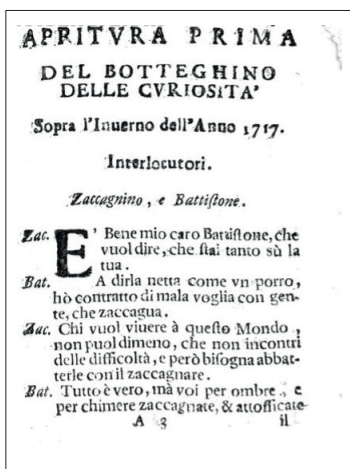 APRITVRA PRIMA
DEL BOTTEGHINO
DELLE CVRIOSITA'
Sopra l'Inuerno dell'Anno 1717.
Interlocutori.
Zaccagnino, e Battiſtone.
Zac. E' Bene mio caro Battiſtone, che
vuol dire, che ſtai tanto sù la
tua.
Bat. A dirla netta come vn porro,
hò contratto di mala voglia con gen-
te, che zaccagua.
Zac. Chi vuol viuere à queſto Mondo,
non puol dimeno, che non incontri
delle difficoltà, e però biſogna abbat-
terle con il zaccagnare.
Bat. Tutto è vero, mà voi per ombre, e
per chimere zaccagnate, & attofficate
A 3 il